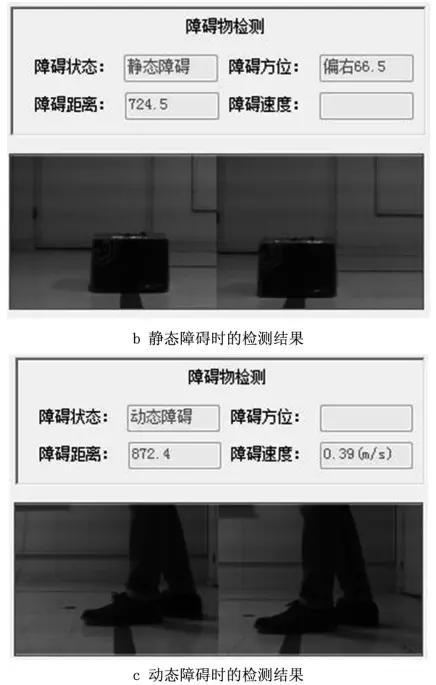 障碍物检测
障碍状态： 静态障碍 障碍方位： 偏右66.5
障碍距离： 724.5 障碍速度：
b 静态障碍时的检测结果
障碍物检测
障碍状态： 动态障碍 障碍方位：
障碍距离： 872.4 障碍速度： 0.39(m/s)
c 动态障碍时的检测结果